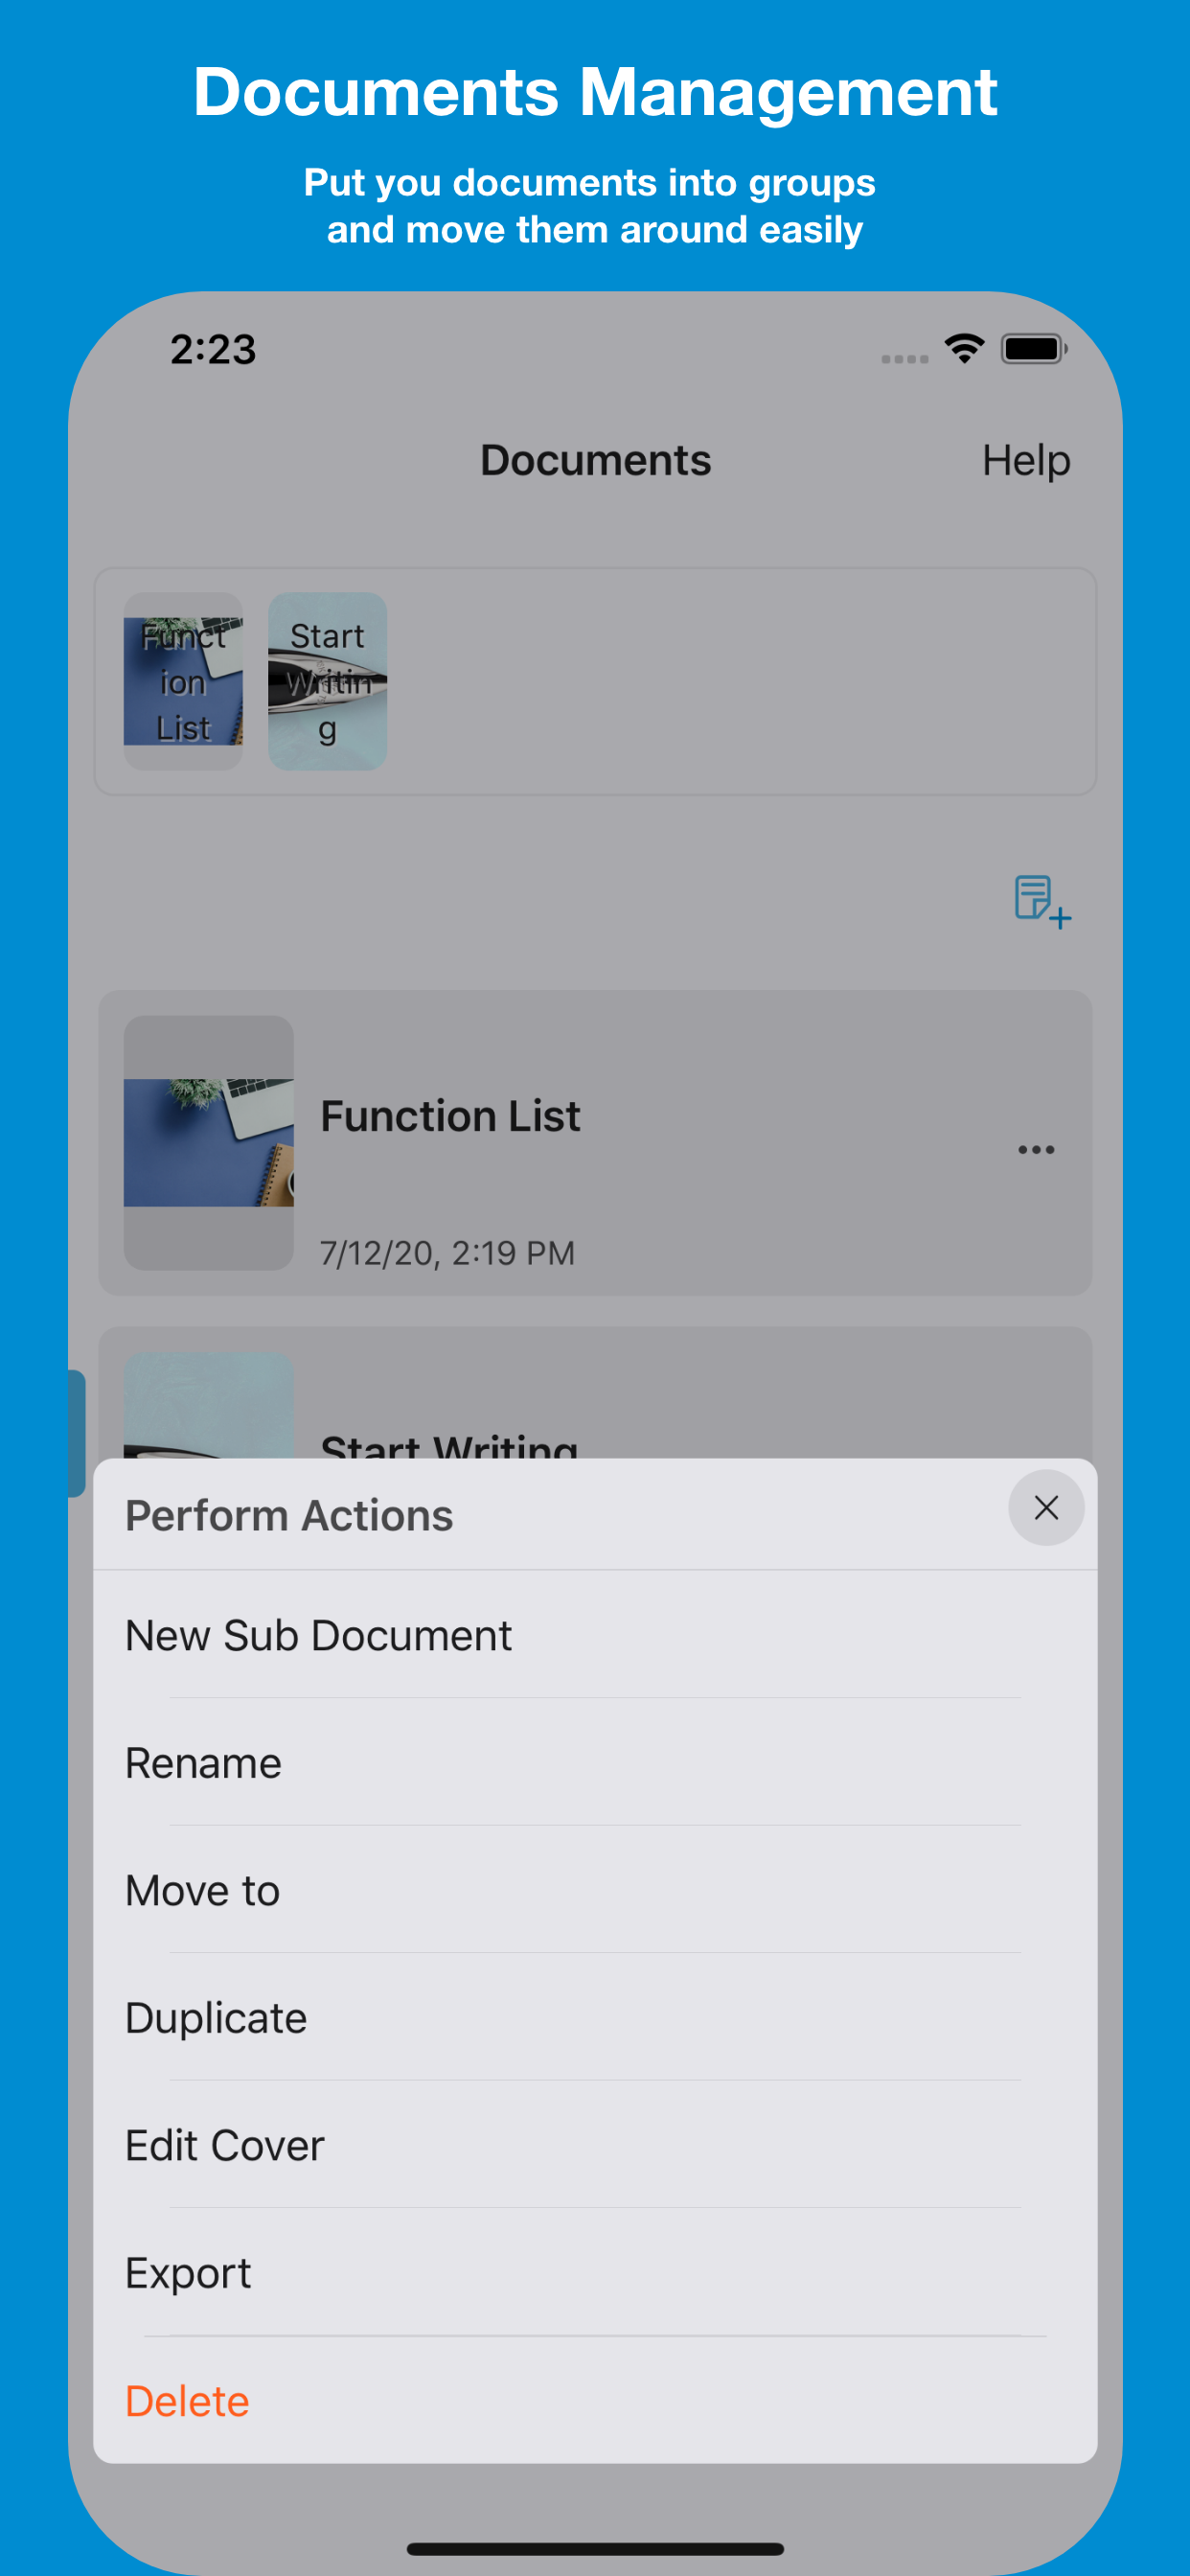 Documents Management
Put you documents into groups
and move them around easily
2:23
Documents
Help
Funct
ion
List
Start
Writin
g
Function List
7/12/20, 2:19 PM
Start Writing
Perform Actions
New Sub Document
Rename
Move to
Duplicate
Edit Cover
Export
Delete